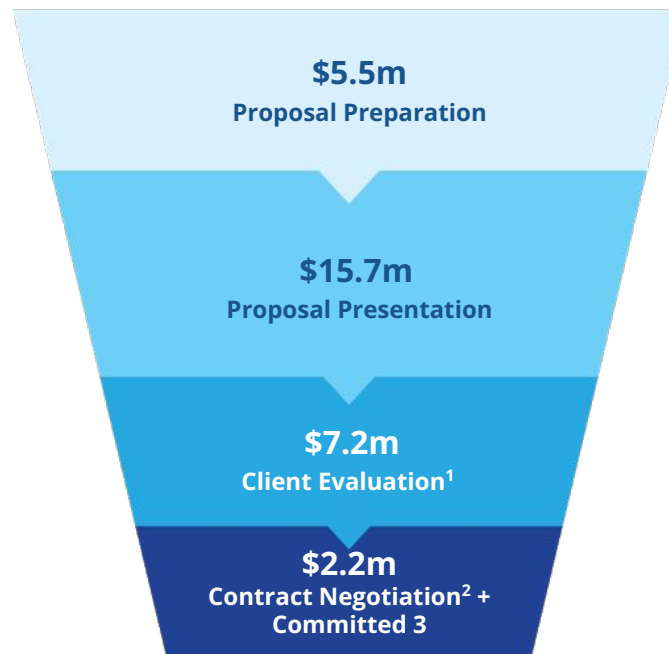 $5.5m
Proposal Preparation
$15.7m
Proposal Presentation
$7.2m
Client Evaluation¹
$2.2m
Contract Negotiation² +
Committed 3